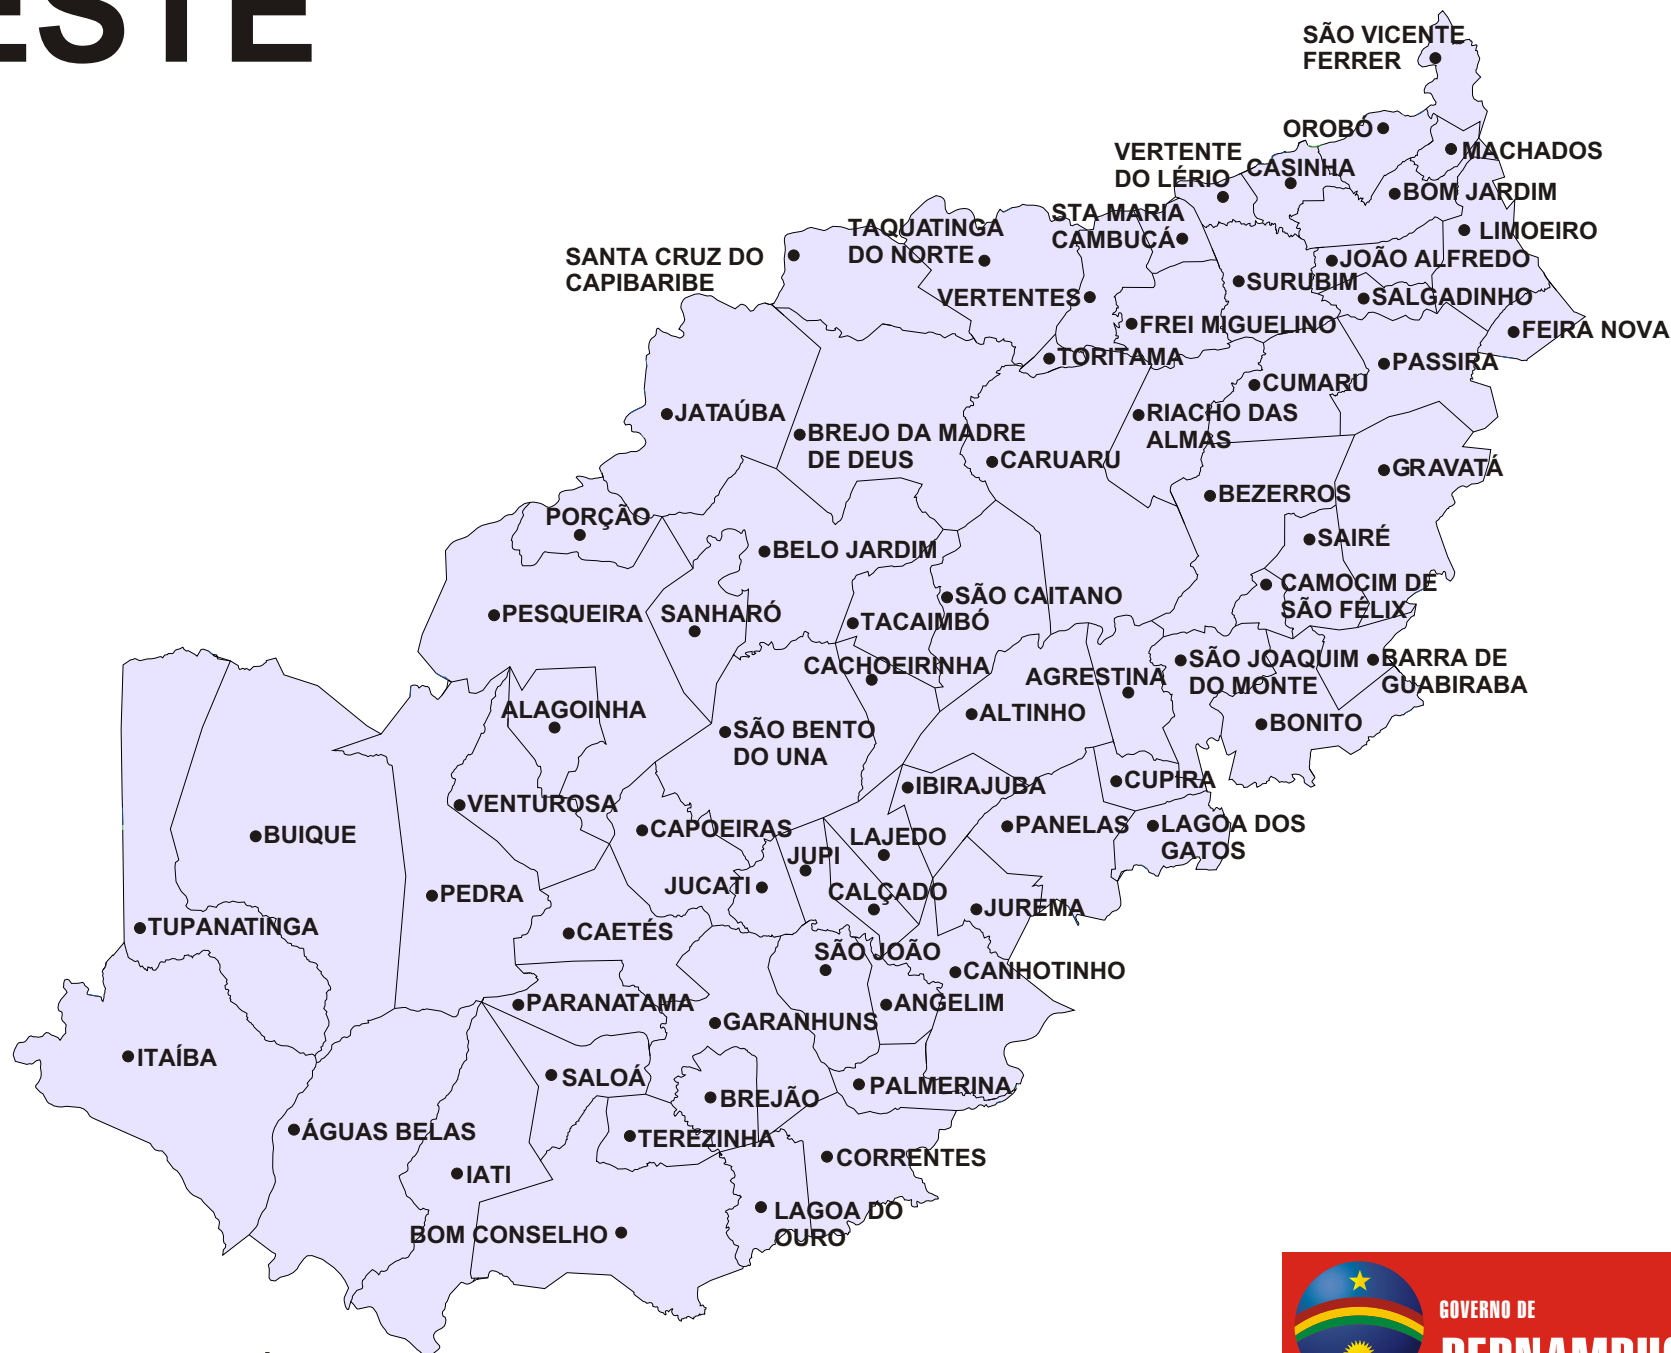 ESTE
SÃO VICENTE
FERRER
OROBÓ
MACHADOS
VERTENTE
DO LÉRIO
CASINHA
BOM JARDIM
STA MARIA
CAMBUCÁ
LIMOEIRO
TAQUATINGA
DO NORTE
SANTA CRUZ DO
CAPIBARIBE
JOÃO ALFREDO
SURUBIM
SALGADINHO
VERTENTES
FREI MIGUELINO
FEIRA NOVA
TORITAMA
PASSIRA
CUMARU
JATAÚBA
RIACHO DAS
ALMAS
BREJO DA MADRE
DE DEUS
CARUARU
GRAVATÁ
BEZERROS
PORÇÃO
SAIRÉ
BELO JARDIM
CAMOCIM DE
SÃO FÉLIX
SÃO CAITANO
PESQUEIRA
SANHARÓ
TACAIMBÓ
CACHOEIRINHA
AGRESTINA
SÃO JOAQUIM
DO MONTE
BARRA DE
GUABIRABA
ALAGOINHA
ALTINHO
BONITO
SÃO BENTO
DO UNA
IBIRAJUBA
CUPIRA
VENTUROSA
BUIQUE
CAPOEIRAS
PANELAS
LAGOA DOS
GATOS
LAJEDO
JUPI
JUCATI
CALÇADO
PEDRA
JUREMA
TUPANATINGA
CAETÉS
SÃO JOÃO
CANHOTINHO
PARANATAMA
ANGELIM
GARANHUNS
ITAÍBA
SALOÁ
PALMERINA
BREJÃO
ÁGUAS BELAS
TEREZINHA
CORRENTES
IATI
LAGOA DO
OURO
BOM CONSELHO
GOVERNO DE